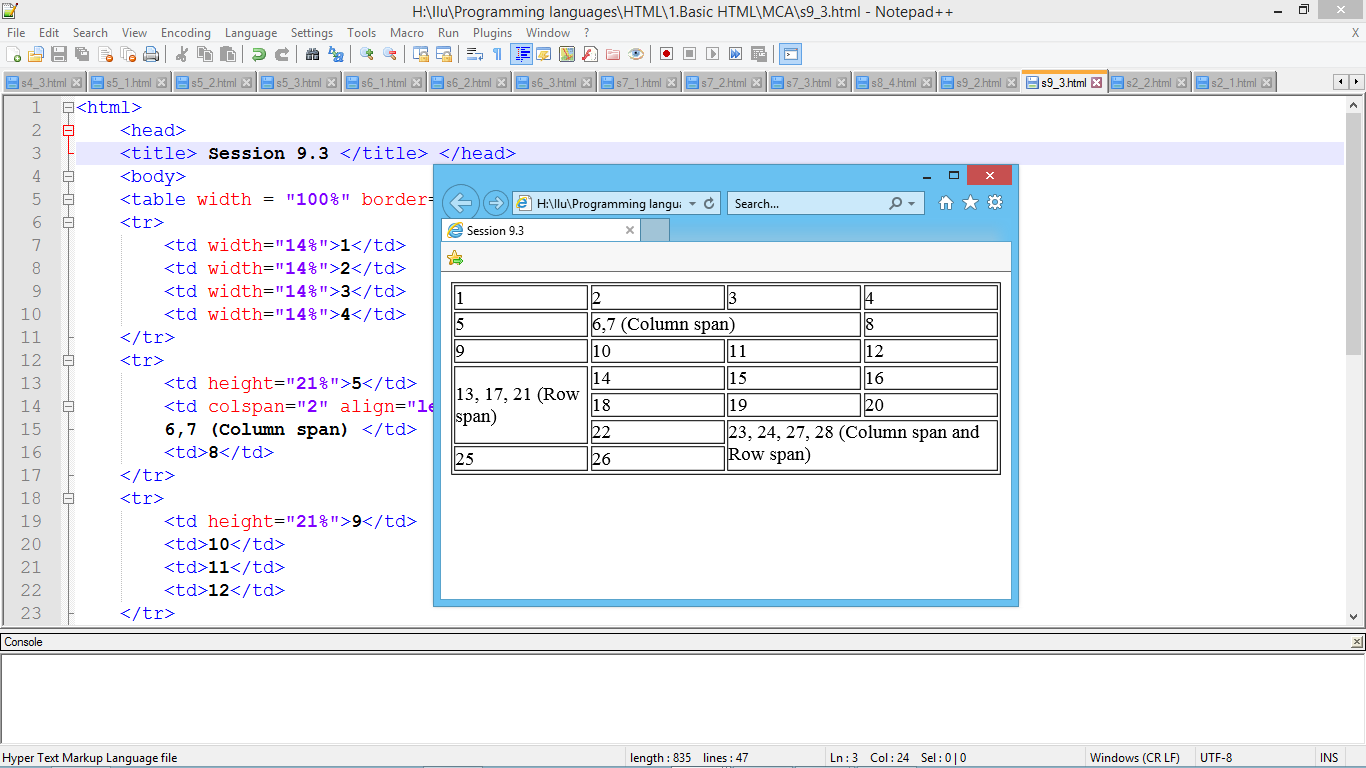 H:\Ilu\Programming languages\HTML\1.Basic HTML\MCA\s9_3.html - Notepad++
File Edit Search View Encoding Language Settings Tools Macro Run Plugins Window ? X
s4_3.html s5_1.html s5_2.html s5_3.html s6_1.html s6_2.html s6_3.html s7_1.html s7_2.html s7_3.html s8_4.html s9_2.html s9_3.html s2_2.html s2_1.html
1 <html>
2 <head>
3 <title> Session 9.3 </title> </head>
4 <body>
5 <table width = "100%" border=
6 <tr>
7 <td width="14%">1</td>
8 <td width="14%">2</td>
9 <td width="14%">3</td>
10 <td width="14%">4</td>
11 </tr>
12 <tr>
13 <td height="21%">5</td>
14 <td colspan="2" align="le
15 6,7 (Column span) </td>
16 <td>8</td>
17 </tr>
18 <tr>
19 <td height="21%">9</td>
20 <td>10</td>
21 <td>11</td>
22 <td>12</td>
23 </tr>
H:\Ilu\Programming langua Search...
Session 9.3
1 2 3 4
5 6,7 (Column span) 8
9 10 11 12
13, 17, 21 (Row
span)
14 15 16
18 19 20
22 23, 24, 27, 28 (Column span and
Row span)
25 26
Console
Hyper Text Markup Language file length : 835 lines : 47 Ln : 3 Col : 24 Sel : 0 | 0 Windows (CR LF) UTF-8 INS